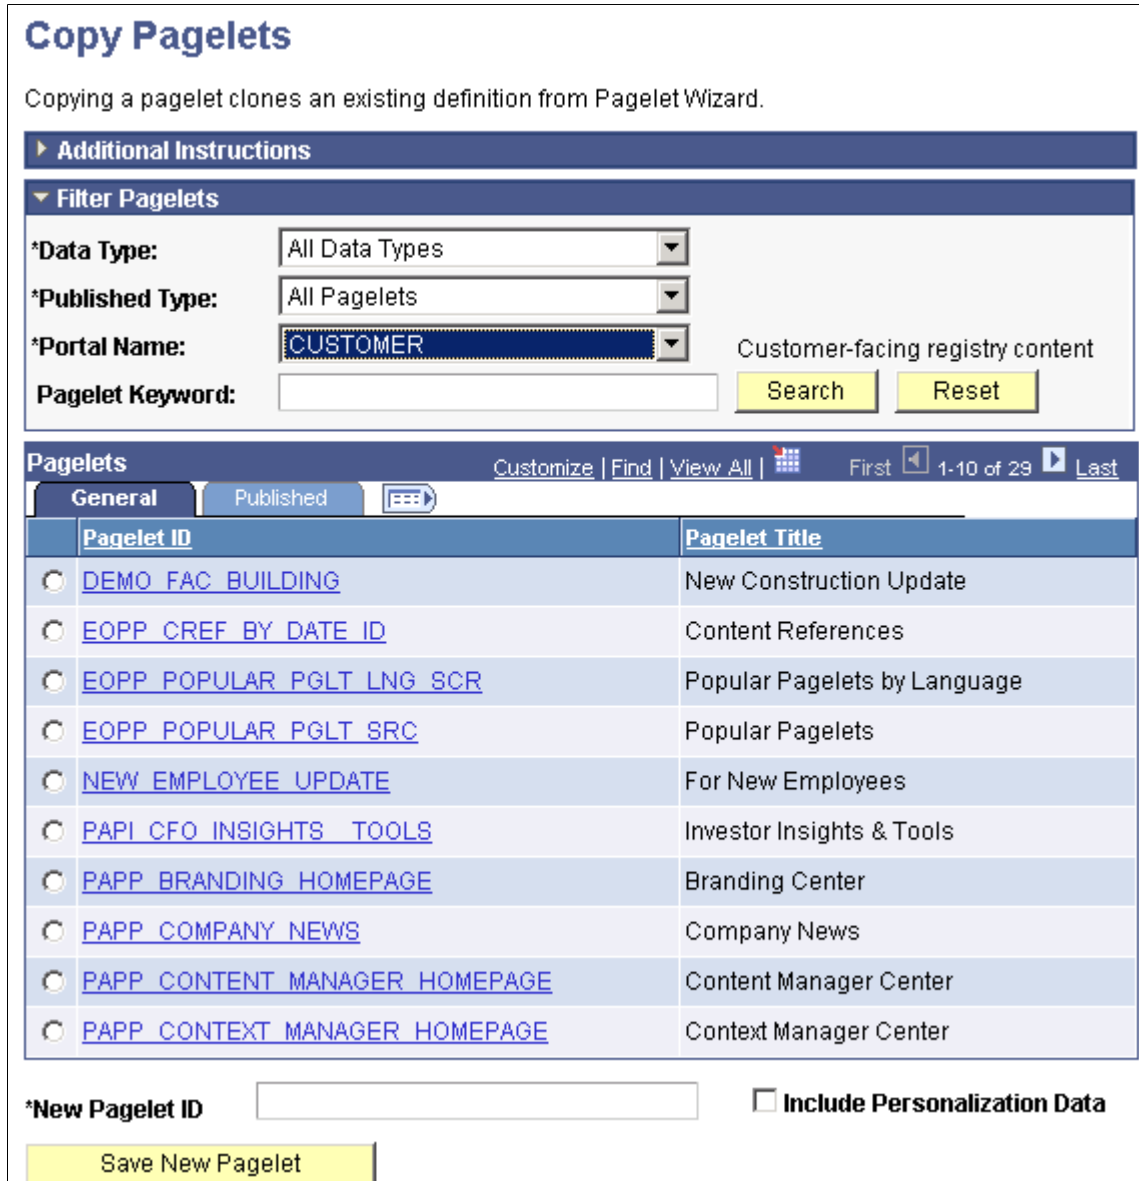 Copy Pagelets
Copying a pagelet clones an existing definition from Pagelet Wizard.
Additional Instructions
Filter Pagelets
*Data Type: All Data Types
*Published Type: All Pagelets
*Portal Name: CUSTOMER Customer-facing registry content
Pagelet Keyword: Search Reset
Pagelets Customize | Find | View All | First 1-10 of 29 Last
General Published
Pagelet ID Pagelet Title
DEMO_FAC_BUILDING New Construction Update
EOPP_CREF_BY_DATE_ID Content References
EOPP_POPULAR_PGLT_LNG_SCR Popular Pagelets by Language
EOPP_POPULAR_PGLT_SRC Popular Pagelets
NEW_EMPLOYEE_UPDATE For New Employees
PAPI_CFO_INSIGHTS__TOOLS Investor Insights & Tools
PAPP_BRANDING_HOMEPAGE Branding Center
PAPP_COMPANY_NEWS Company News
PAPP_CONTENT_MANAGER_HOMEPAGE Content Manager Center
PAPP_CONTEXT_MANAGER_HOMEPAGE Context Manager Center
*New Pagelet ID Include Personalization Data
Save New Pagelet